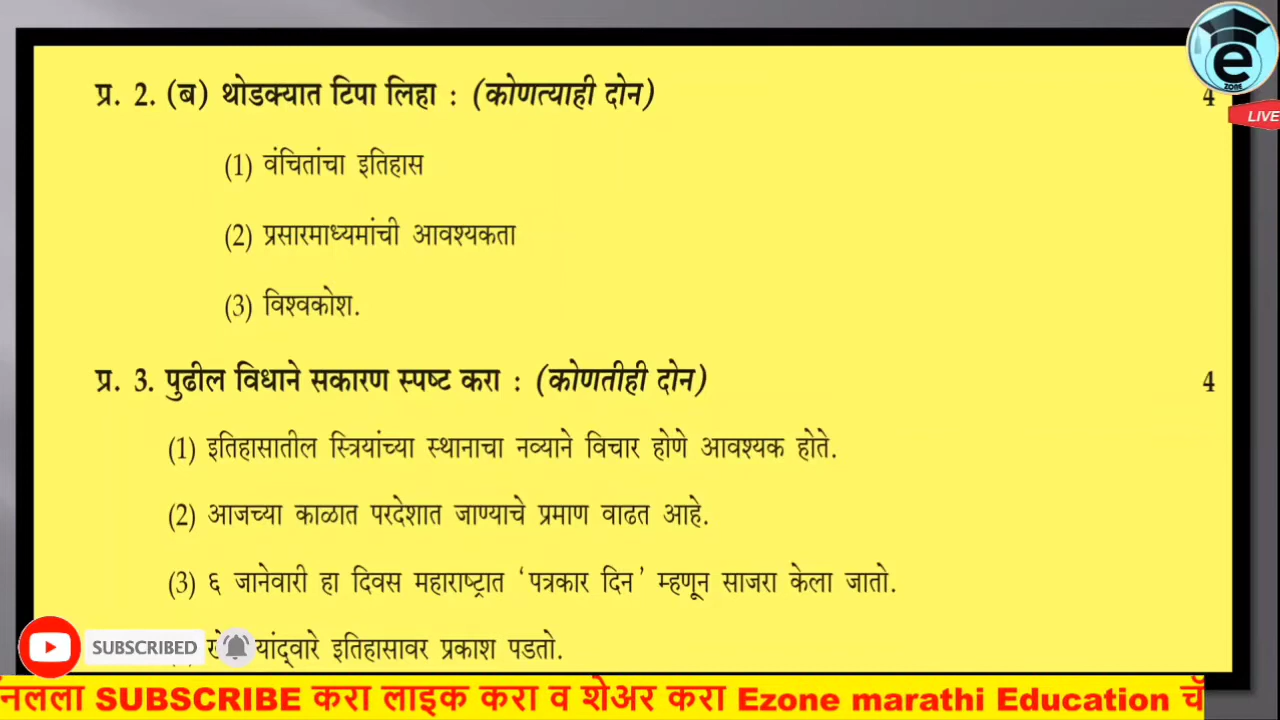 e
ZONE
LIVE
प्र. 2. (ब) थोडक्यात टिपा लिहा : (कोणत्याही दोन) 4
(1) वंचितांचा इतिहास
(2) प्रसारमाध्यमांची आवश्यकता
(3) विश्वकोश.
प्र. 3. पुढील विधाने सकारण स्पष्ट करा : (कोणतीही दोन) 4
(1) इतिहासातील स्त्रियांच्या स्थानाचा नव्याने विचार होणे आवश्यक होते.
(2) आजच्या काळात परदेशात जाण्याचे प्रमाण वाढत आहे.
(3) ६ जानेवारी हा दिवस महाराष्ट्रात ‘पत्रकार दिन’ म्हणून साजरा केला जातो.
इतिहासावर प्रकाश पडतो.
SUBSCRIBED
नलला SUBSCRIBE करा लाइक करा व शेअर करा Ezone marathi Education चॅ